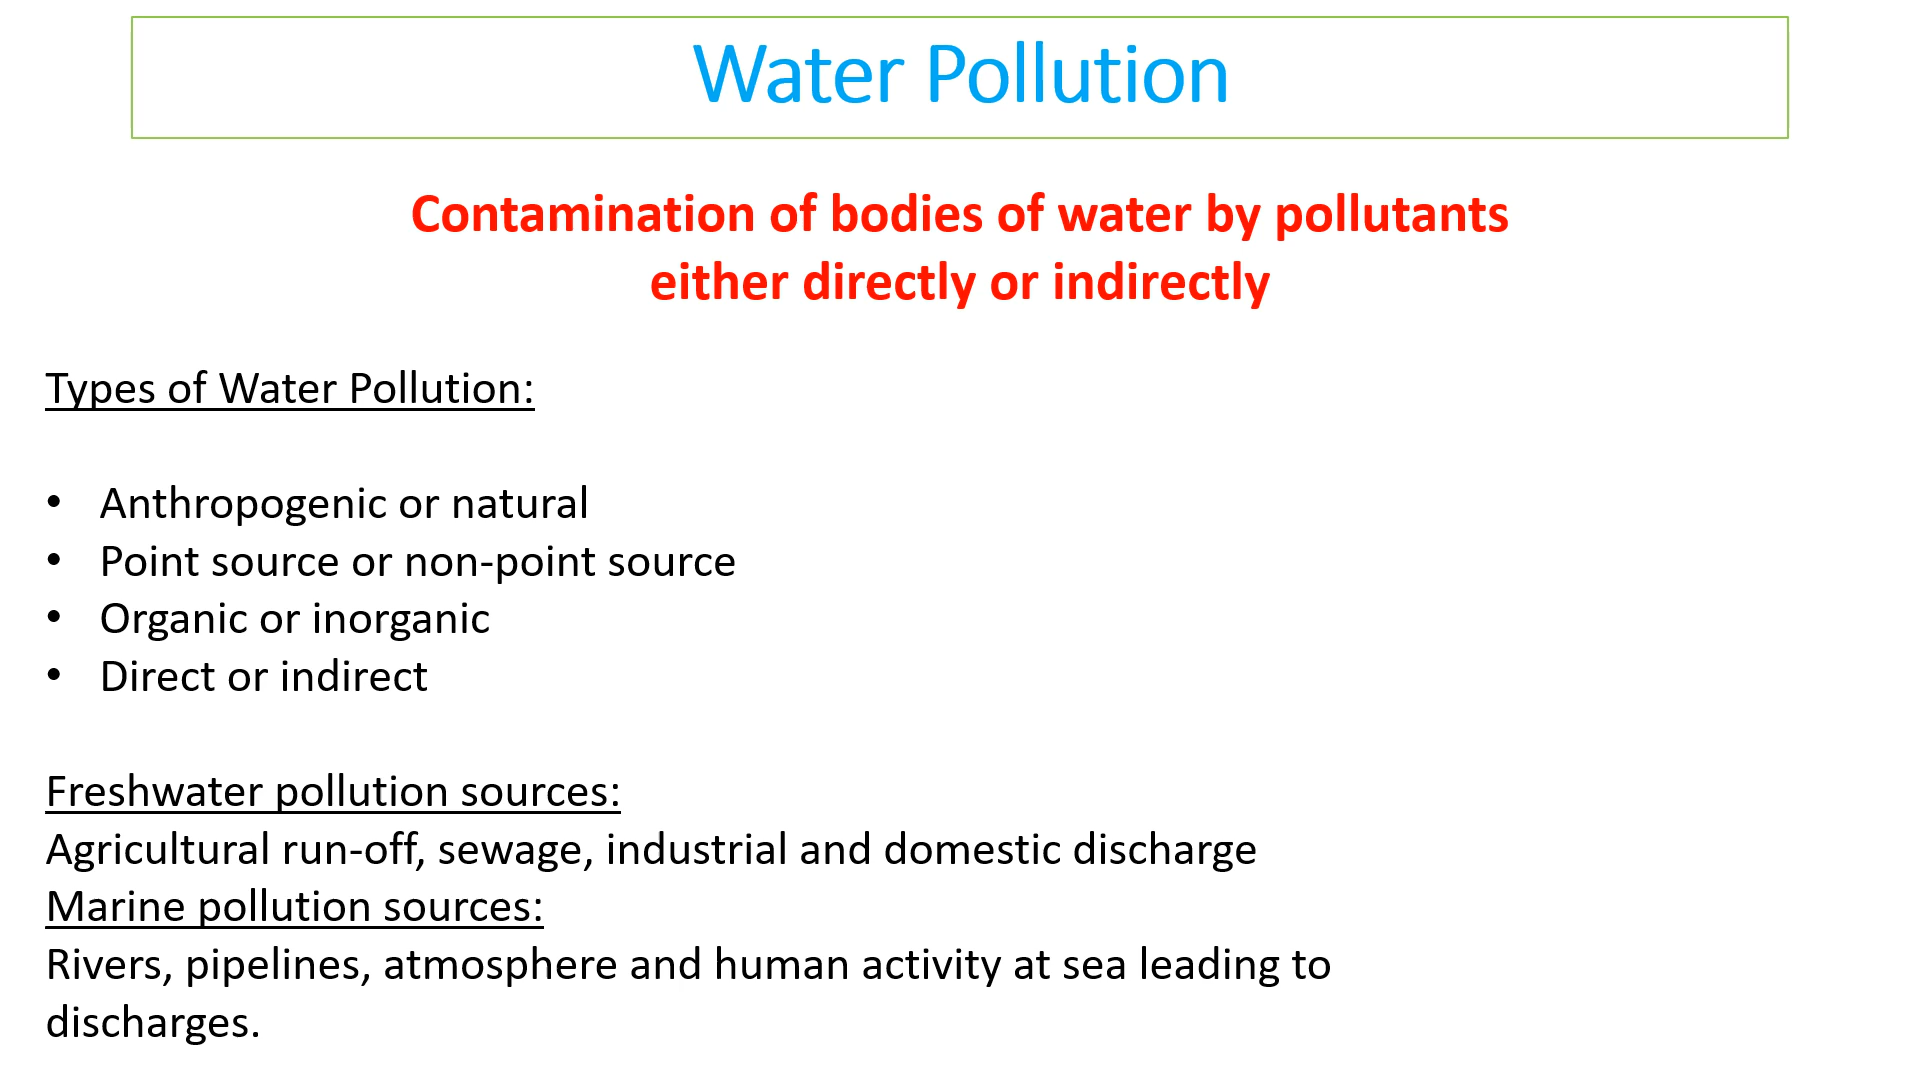 Water Pollution
Contamination of bodies of water by pollutants
either directly or indirectly
Types of Water Pollution:
• Anthropogenic or natural
• Point source or non-point source
• Organic or inorganic
• Direct or indirect
Freshwater pollution sources:
Agricultural run-off, sewage, industrial and domestic discharge
Marine pollution sources:
Rivers, pipelines, atmosphere and human activity at sea leading to
discharges.